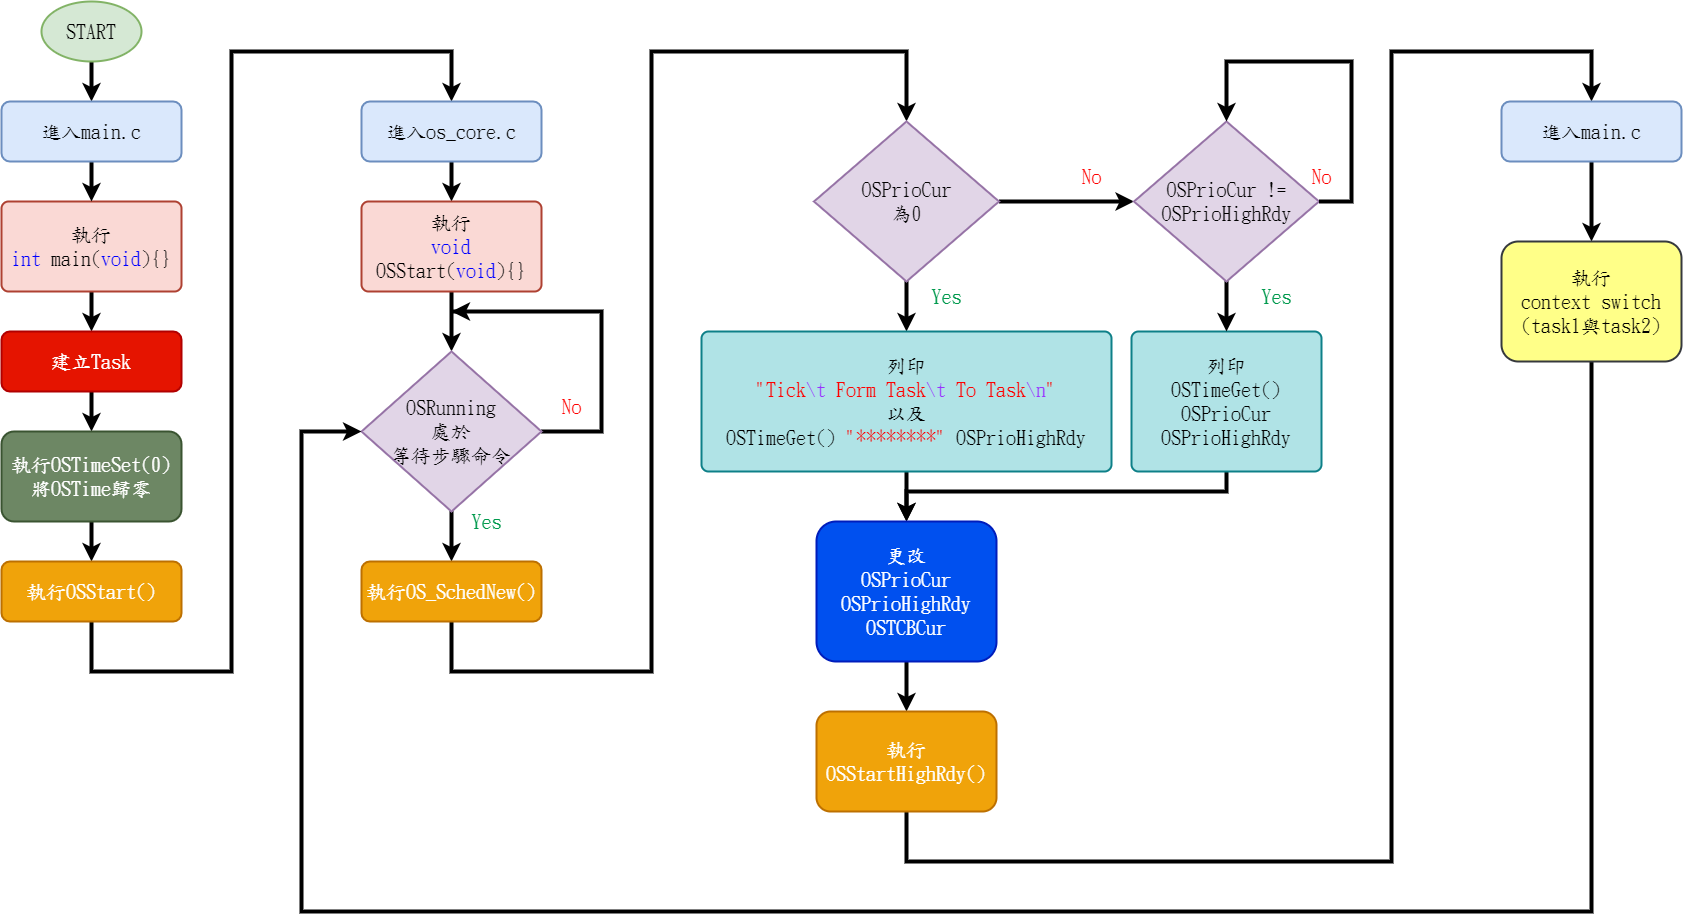 START
進入main.c
執行
int main(void){}
建立Task
執行OSTimeSet(0)
將OSTime歸零
執行OSStart()
進入os_core.c
執行
void
OSStart(void){}
OSRunning
處於
等待步驟命令
No
Yes
執行OS_SchedNew()
OSPrioCur
為0
No
Yes
列印
"Tick\t Form Task\t To Task\n"
以及
OSTimeGet() "********" OSPrioHighRdy
OSPrioCur !=
OSPrioHighRdy
No
Yes
列印
OSTimeGet()
OSPrioCur
OSPrioHighRdy
更改
OSPrioCur
OSPrioHighRdy
OSTCBCur
執行
OSStartHighRdy()
進入main.c
執行
context switch
(task1與task2)